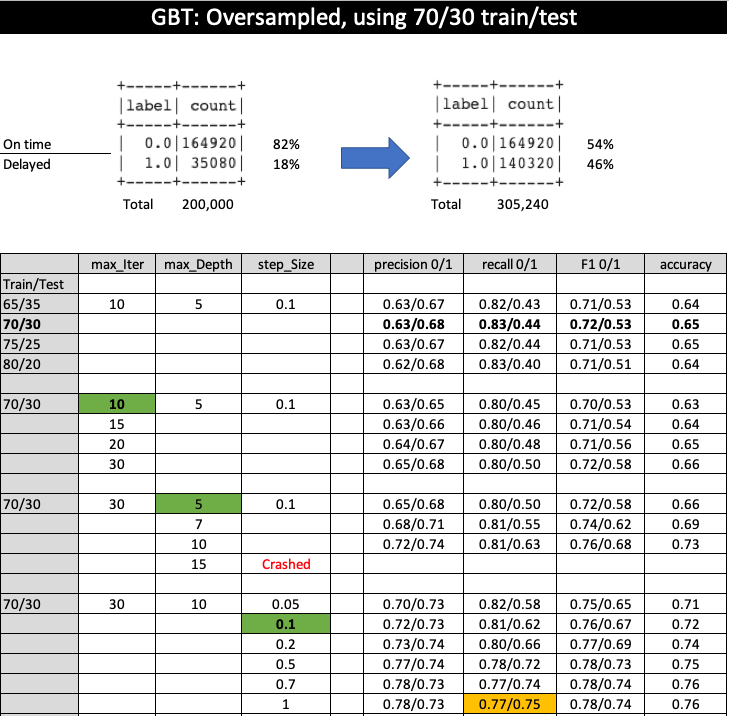 GBT: Oversampled, using 70/30 train/test
+-----+------+ +-----+------+
|label| count| |label| count|
+-----+------+ +-----+------+
On time | 0.0|164920| 82% | 0.0|164920| 54%
Delayed | 1.0| 35080| 18% | 1.0|140320| 46%
+-----+------+ +-----+------+
Total 200,000 Total 305,240
max_Iter max_Depth step_Size precision 0/1 recall 0/1 F1 0/1 accuracy
Train/Test
65/35 10 5 0.1 0.63/0.67 0.82/0.43 0.71/0.53 0.64
70/30 0.63/0.68 0.83/0.44 0.72/0.53 0.65
75/25 0.63/0.67 0.82/0.44 0.71/0.53 0.65
80/20 0.62/0.68 0.83/0.40 0.71/0.51 0.64
70/30 10 5 0.1 0.63/0.65 0.80/0.45 0.70/0.53 0.63
15 0.63/0.66 0.80/0.46 0.71/0.54 0.64
20 0.64/0.67 0.80/0.48 0.71/0.56 0.65
30 0.65/0.68 0.80/0.50 0.72/0.58 0.66
70/30 30 5 0.1 0.65/0.68 0.80/0.50 0.72/0.58 0.66
7 0.68/0.71 0.81/0.55 0.74/0.62 0.69
10 0.72/0.74 0.81/0.63 0.76/0.68 0.73
15 Crashed
70/30 30 10 0.05 0.70/0.73 0.82/0.58 0.75/0.65 0.71
0.1 0.72/0.73 0.81/0.62 0.76/0.67 0.72
0.2 0.73/0.74 0.80/0.66 0.77/0.69 0.74
0.5 0.77/0.74 0.78/0.72 0.78/0.73 0.75
0.7 0.78/0.73 0.77/0.74 0.78/0.74 0.76
1 0.78/0.73 0.77/0.75 0.78/0.74 0.76